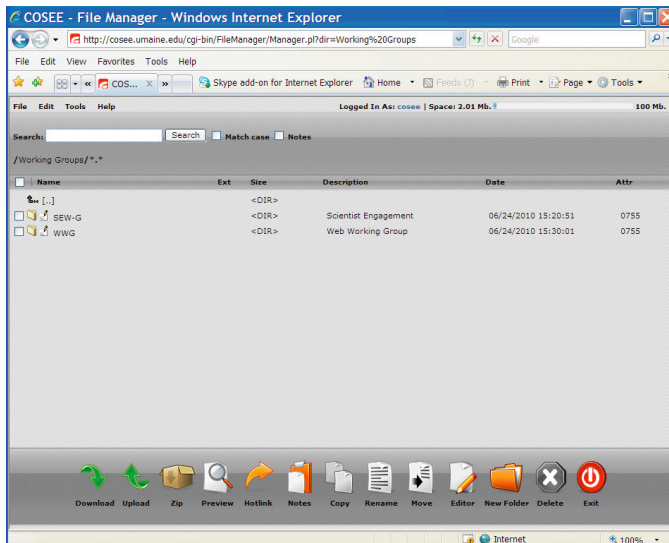 COSEE - File Manager - Windows Internet Explorer
http://cosee.umaine.edu/cgi-bin/FileManager/Manager.pl?dir=Working%20Groups
Google
File Edit View Favorites Tools Help
COS... Skype add-on for Internet Explorer Home Feeds (J) Print Page Tools
File Edit Tools Help Logged In As: cosee | Space: 2.01 Mb. 100 Mb.
Search: Search Match case Notes
/Working Groups/*.*
Name Ext Size Description Date Attr
[..] <DIR>
SEW-G <DIR> Scientist Engagement 06/24/2010 15:20:51 0755
WWG <DIR> Web Working Group 06/24/2010 15:30:01 0755
Download Upload Zip Preview Hotlink Notes Copy Rename Move Editor New Folder Delete Exit
Internet 100%